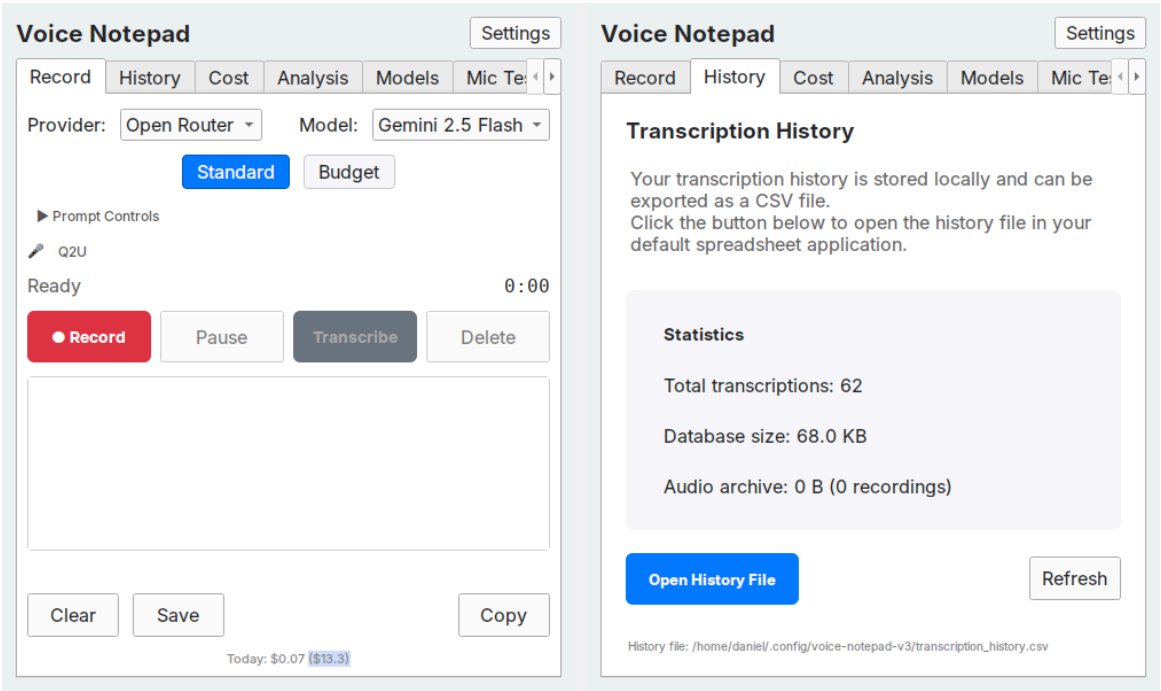 Voice Notepad
Settings
Record History Cost Analysis Models Mic Te
Provider: Open Router Model: Gemini 2.5 Flash
Standard Budget
Prompt Controls
Q2U
Ready 0:00
Record Pause Transcribe Delete
Clear Save Copy
Today: $0.07 ($13.3)
Voice Notepad
Settings
Record History Cost Analysis Models Mic Te
Transcription History
Your transcription history is stored locally and can be
exported as a CSV file.
Click the button below to open the history file in your
default spreadsheet application.
Statistics
Total transcriptions: 62
Database size: 68.0 KB
Audio archive: 0 B (0 recordings)
Open History File Refresh
History file: /home/daniel/.config/voice-notepad-v3/transcription_history.csv